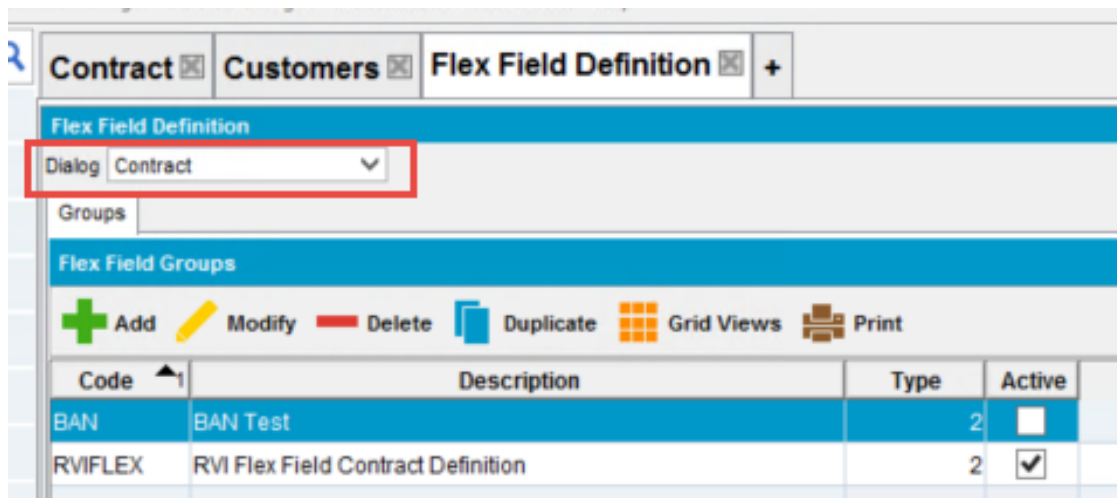 Contract Customers Flex Field Definition +
Flex Field Definition
Dialog Contract
Groups
Flex Field Groups
Add Modify Delete Duplicate Grid Views Print
Code 1 Description Type Active
BAN BAN Test 2
RVIFLEX RVI Flex Field Contract Definition 2